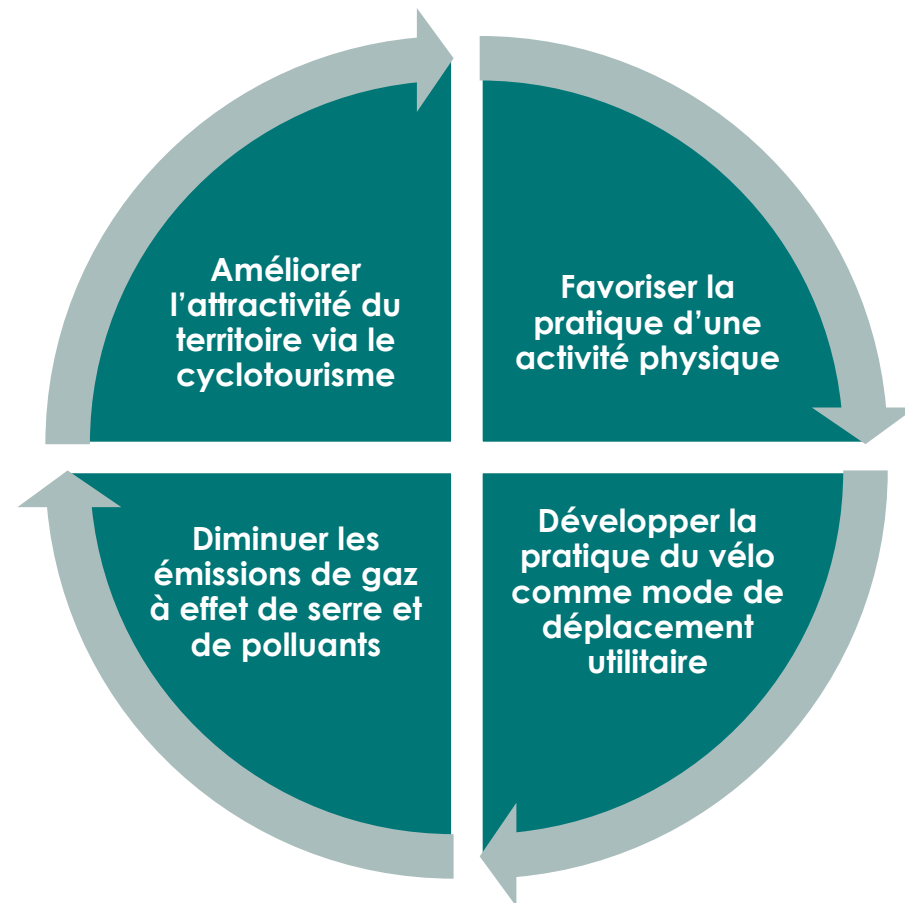 Améliorer
l’attractivité du
territoire via le
cyclotourisme
Favoriser la
pratique d’une
activité physique
Diminuer les
émissions de gaz
à effet de serre et
de polluants
Développer la
pratique du vélo
comme mode de
déplacement
utilitaire